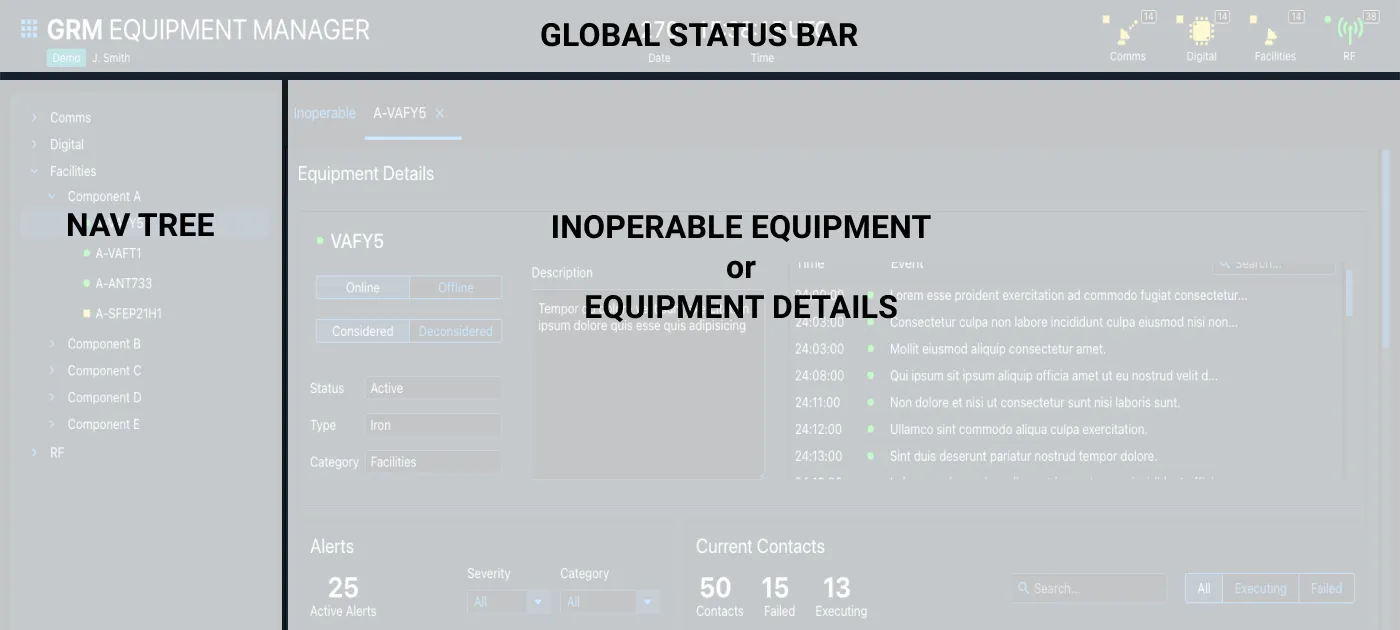 GRM EQUIPMENT MANAGER
Demo J. Smith
GLOBAL STATUS BAR
Date Time
14 14 14 38
Comms Digital Facilities RF
Comms
Digital
Facilities
Component A
NAV TREE
A-VAFT1
A-ANT733
A-SFEP21H1
Component B
Component C
Component D
Component E
RF
Inoperable A-VAFY5
Equipment Details
INOPERABLE EQUIPMENT
or
EQUIPMENT DETAILS
VAFY5
Online Offline
Considered Deconsidered
Status Active
Type Iron
Category Facilities
Description
Tempor
ipsum dolore quis esse quis adipisicing
Time Event Search...
Lorem esse proident exercitation ad commodo fugiat consectetur...
24:03:00 Consectetur culpa non labore incididunt culpa eiusmod nisi non...
24:03:00 Mollit eiusmod aliquip consectetur amet.
24:08:00 Qui ipsum sit ipsum aliquip officia amet ut eu nostrud velit d...
24:11:00 Non dolore et nisi ut consectetur sunt nisi laboris sunt.
24:12:00 Ullamco sint commodo aliqua culpa exercitation.
24:13:00 Sint duis deserunt pariatur nostrud tempor dolore.
Alerts
25
Active Alerts
Severity Category
All All
Current Contacts
50 15 13
Contacts Failed Executing
Search...
All Executing Failed